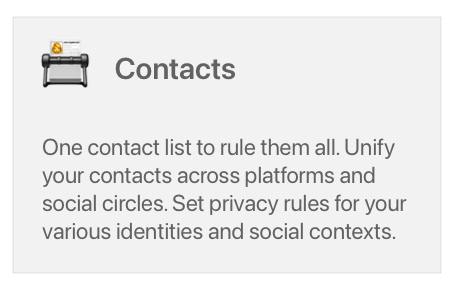 Contacts
One contact list to rule them all. Unify
your contacts across platforms and
social circles. Set privacy rules for your
various identities and social contexts.